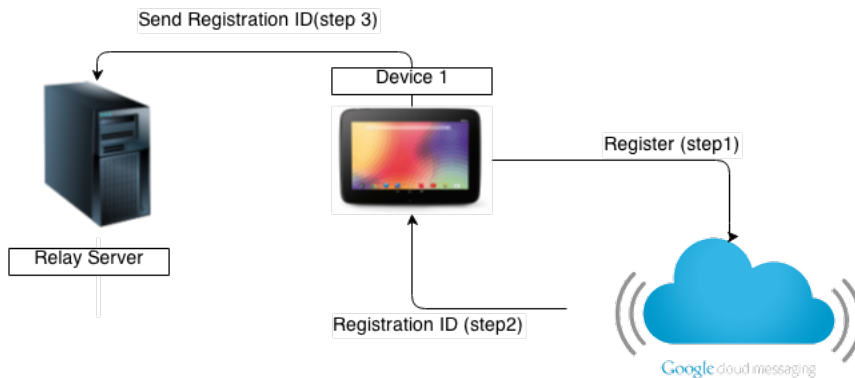 Send Registration ID(step 3)
Device 1
Register (step1)
Relay Server
Registration ID (step2)
Google cloud messaging